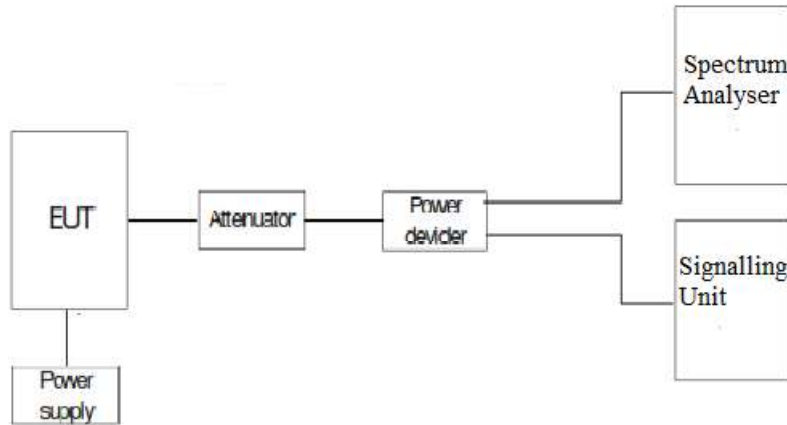 EUT
Attenuator
Power
devider
Spectrum
Analyser
Signalling
Unit
Power
supply